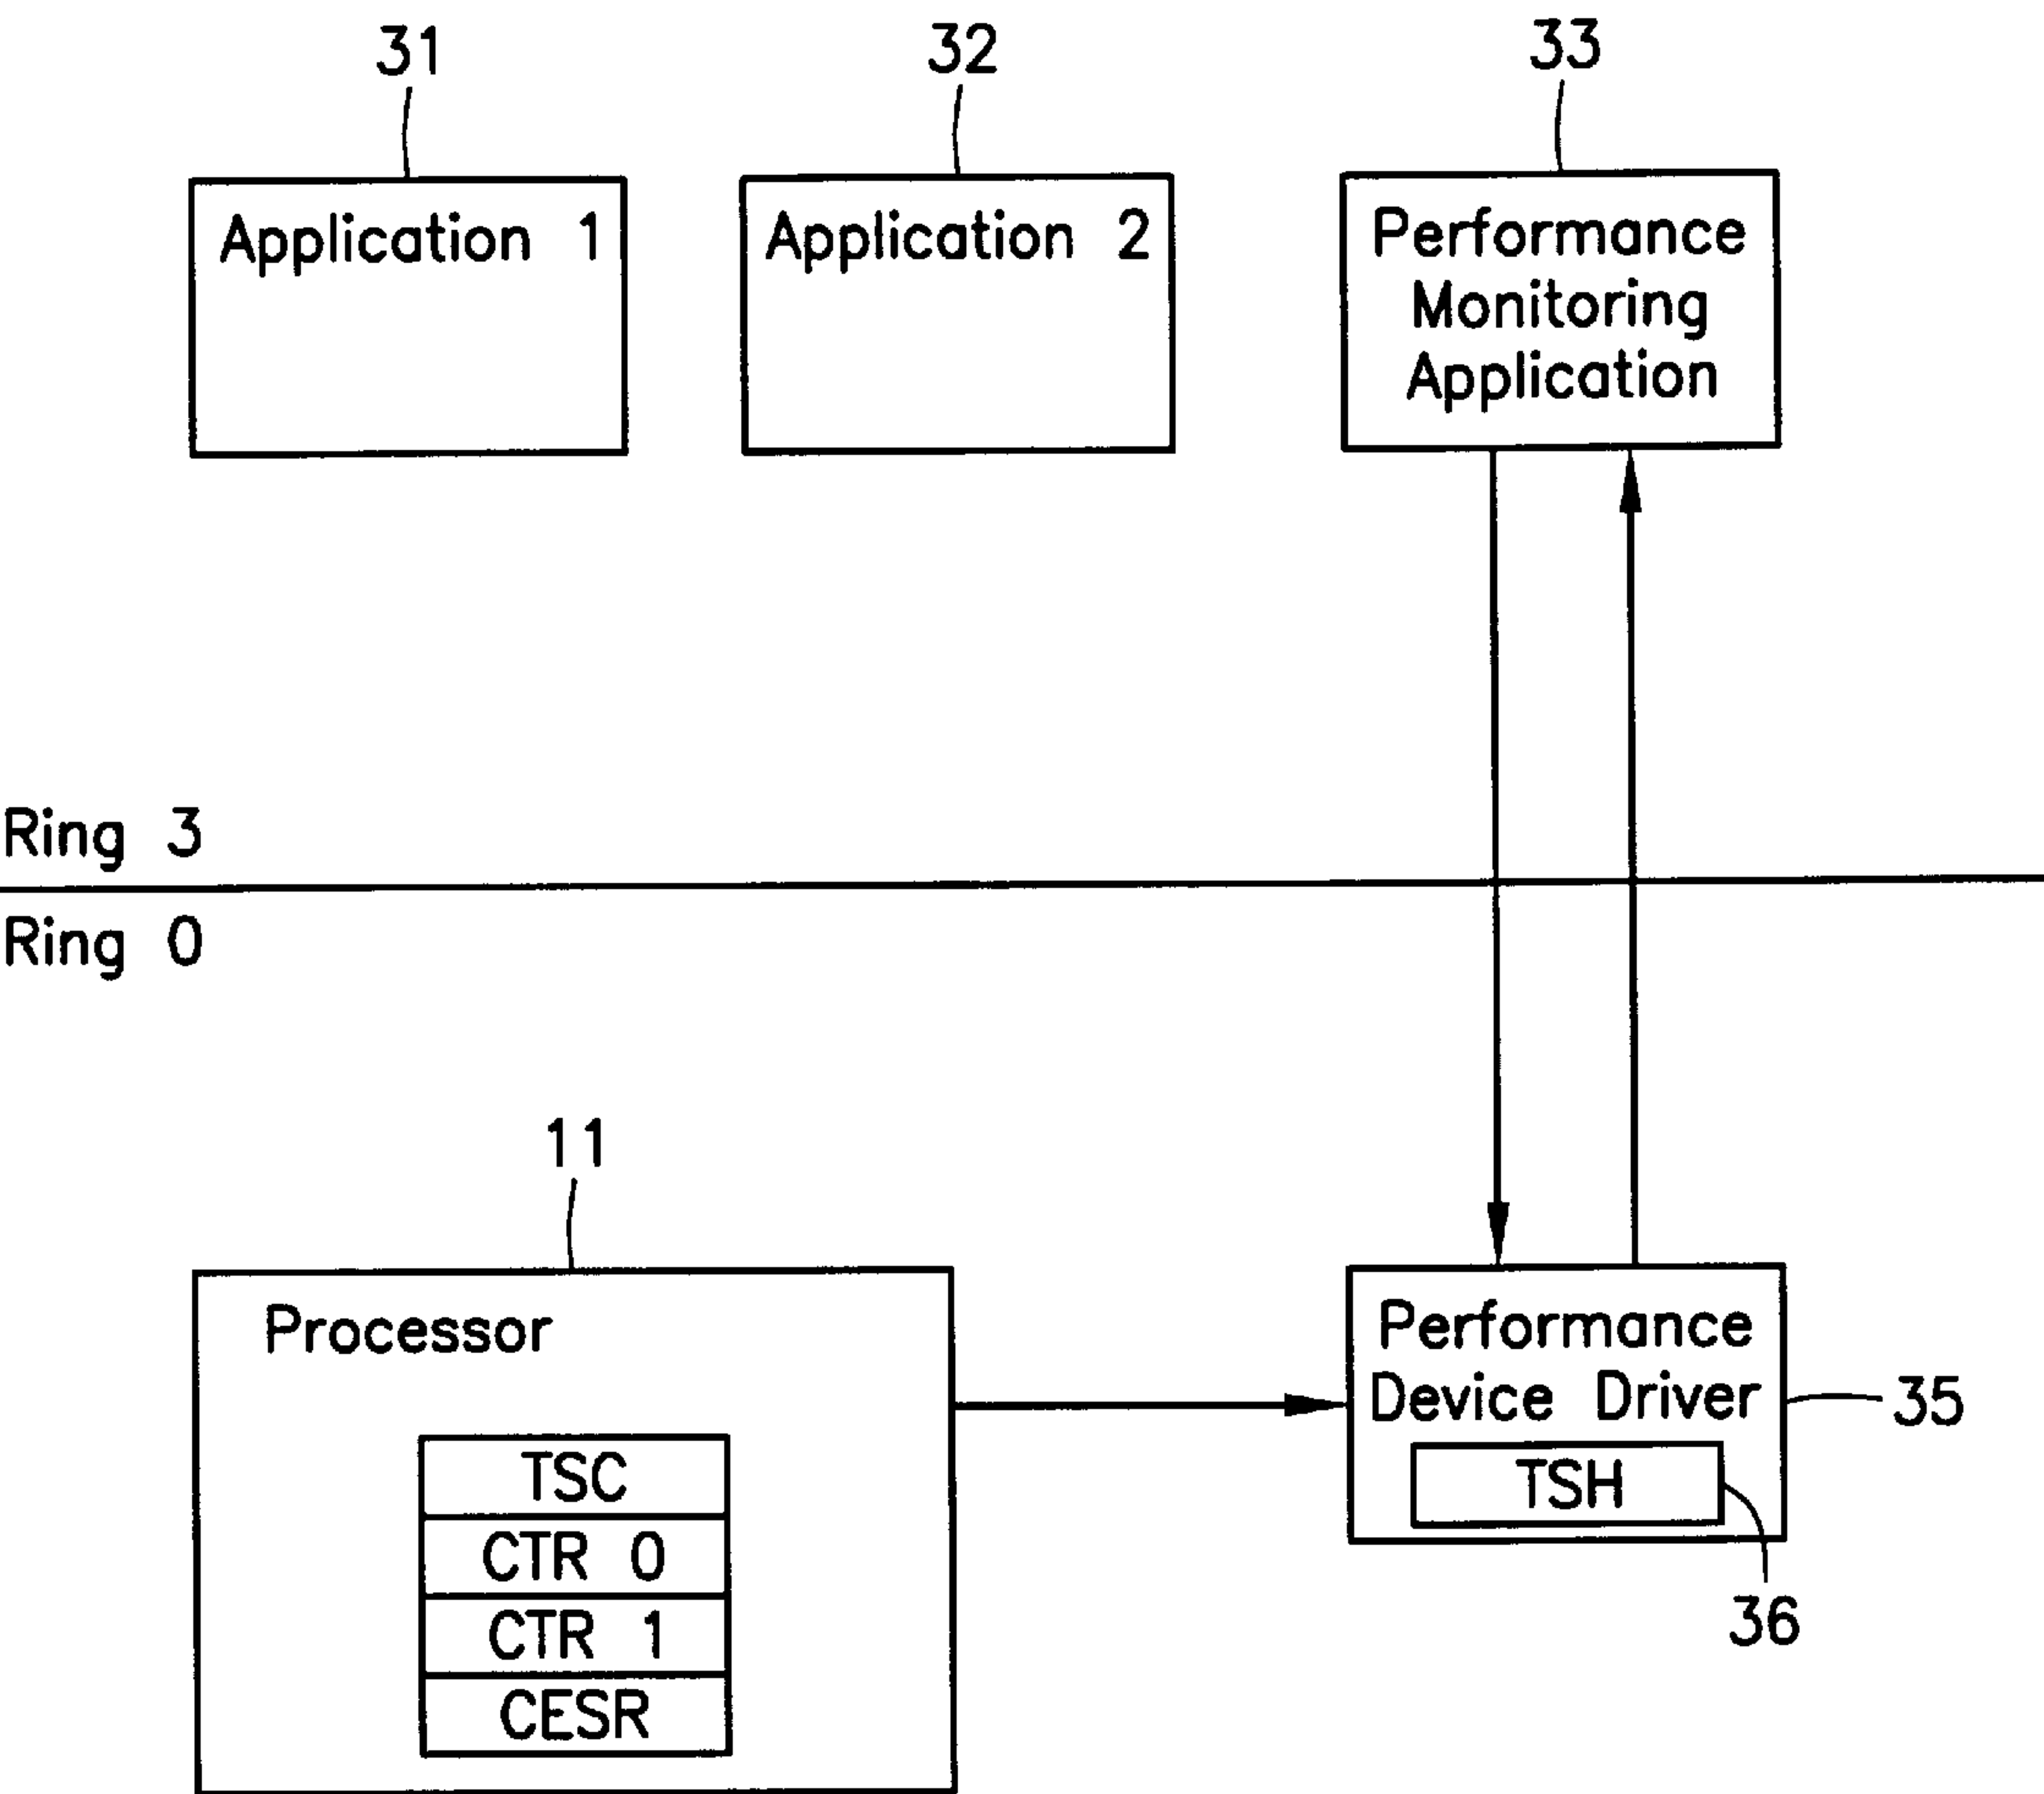 31
32
33
Application 1
Application 2
Performance
Monitoring
Application
Ring 3
Ring 0
11
Processor
TSC
CTR 0
CTR 1
CESR
Performance
Device Driver
TSH
35
36